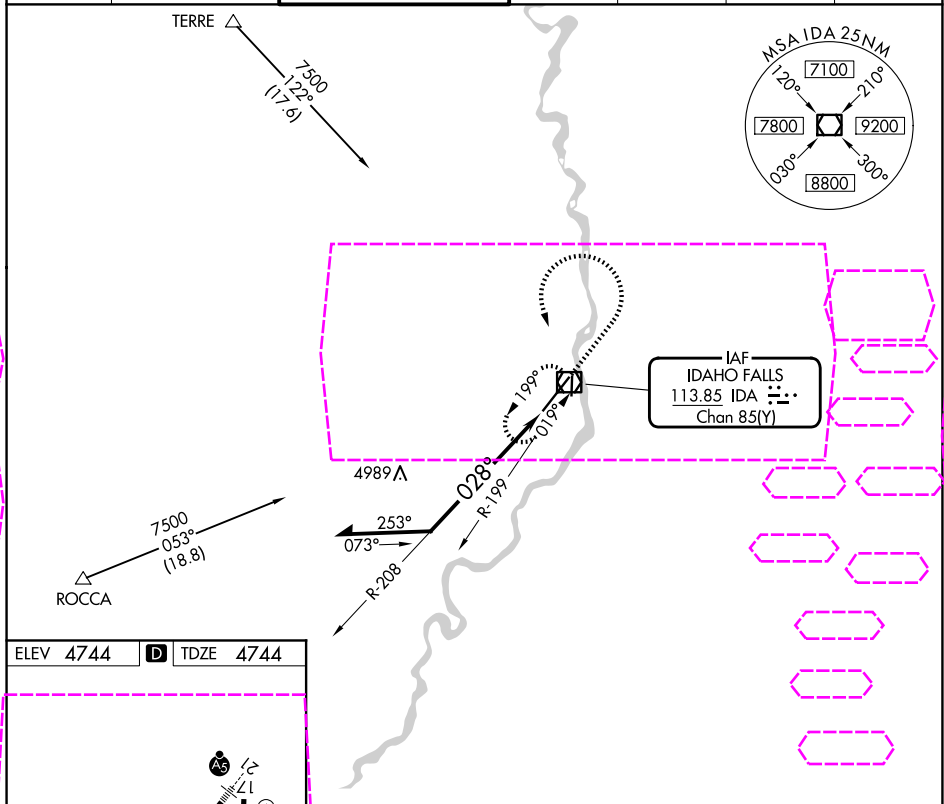 TERRE
7500
122°
(17.6)
MSA IDA 25NM
120°
7100
210°
7800
9200
030°
8800
300°
IAF
IDAHO FALLS
113.85 IDA
Chan 85(Y)
199°
019°
4989
028°
R-199
253°
073°
R-208
7500
053°
(18.8)
ROCCA
ELEV 4744
D
TDZE 4744
A5
21
17